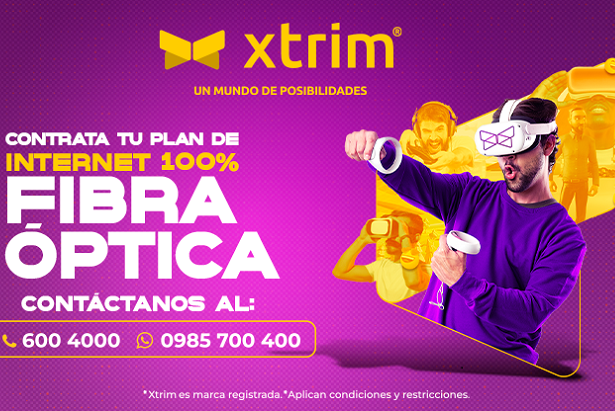 xtrim®
UN MUNDO DE POSIBILIDADES
CONTRATA TU PLAN DE
INTERNET 100%
FIBRA
ÓPTICA
CONTÁCTANOS AL:
600 4000 0985 700 400
*Xtrim es marca registrada.*Aplican condiciones y restricciones.